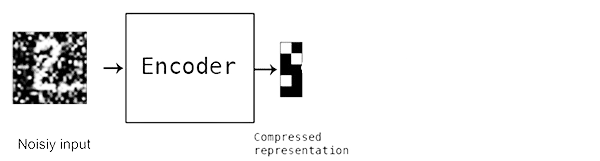 Encoder
Noisiy input
Compressed
representation